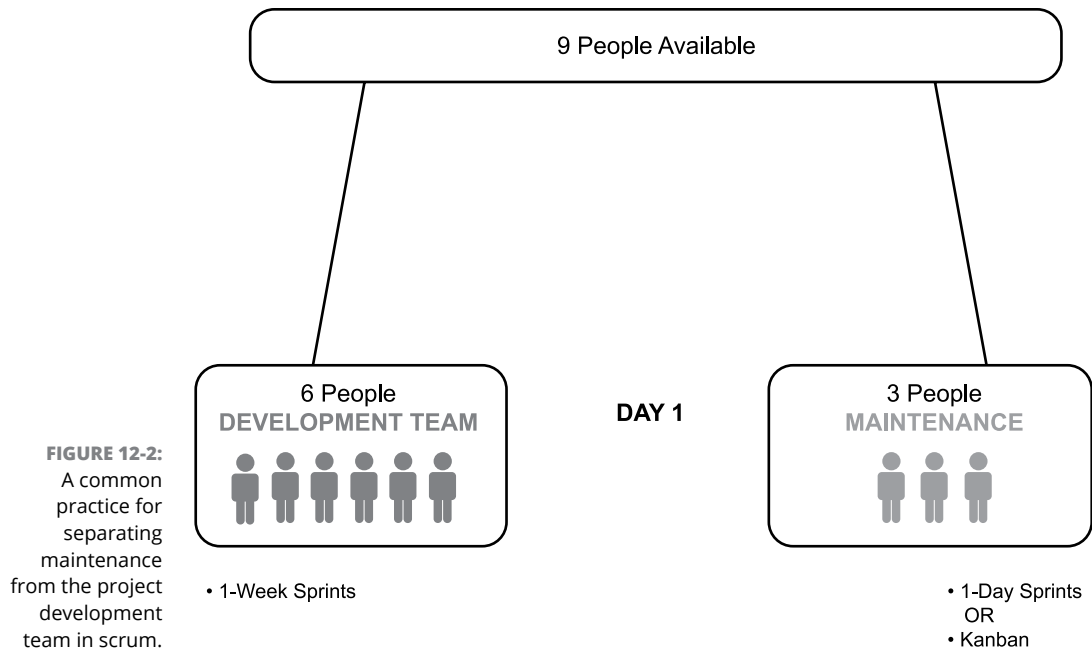 9 People Available
6 People
DEVELOPMENT TEAM
DAY 1
3 People
MAINTENANCE
FIGURE 12-2:
A common
practice for
separating
maintenance
from the project
development
team in scrum.
• 1-Week Sprints
• 1-Day Sprints
OR
• Kanban